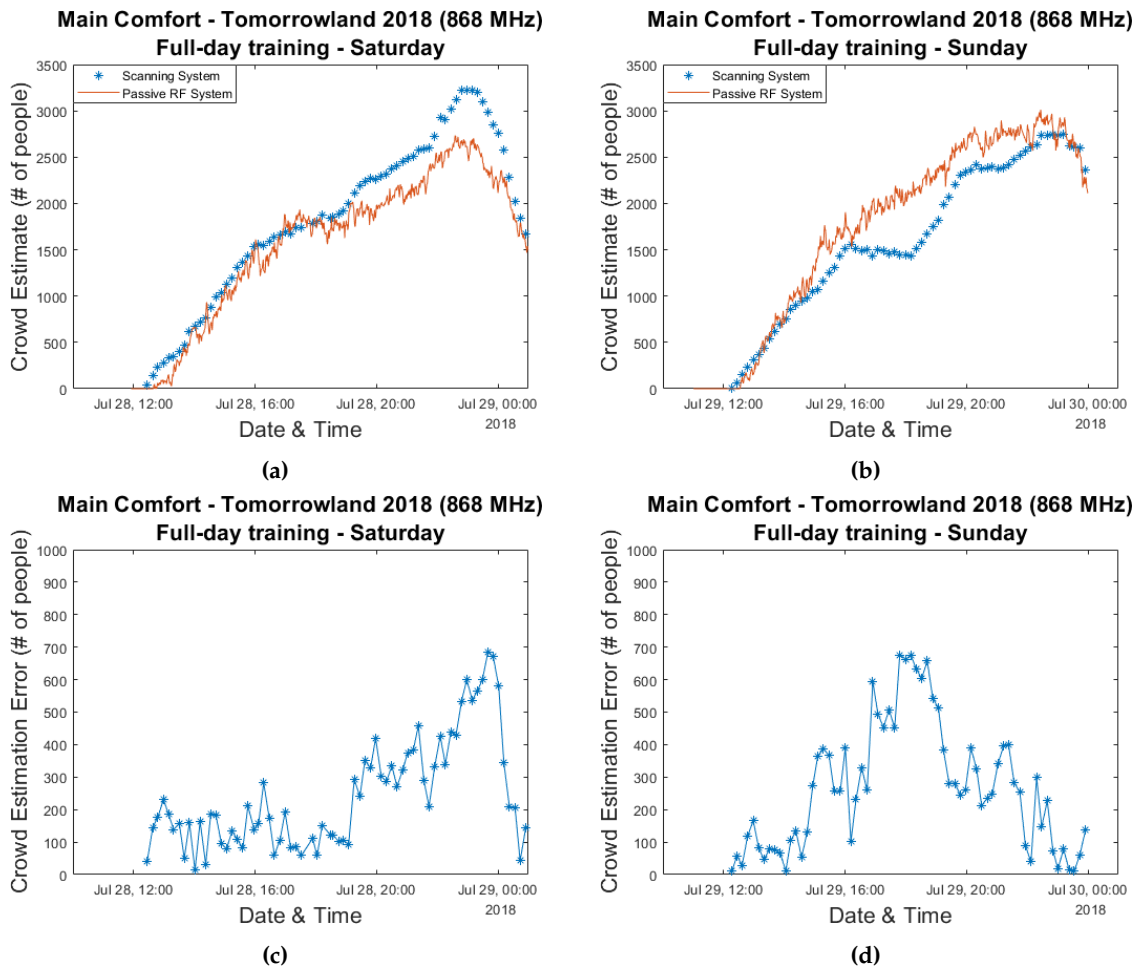 Main Comfort - Tomorrowland 2018 (868 MHz)
Full-day training - Saturday
Crowd Estimate (# of people)
3500
3000
2500
2000
1500
1000
500
0
Scanning System
Passive RF System
Jul 28, 12:00
Jul 28, 16:00
Jul 28, 20:00
Jul 29, 00:00
2018
Date & Time
(a)
Main Comfort - Tomorrowland 2018 (868 MHz)
Full-day training - Sunday
Crowd Estimate (# of people)
3500
3000
2500
2000
1500
1000
500
0
Scanning System
Passive RF System
Jul 29, 12:00
Jul 29, 16:00
Jul 29, 20:00
Jul 30, 00:00
2018
Date & Time
(b)
Main Comfort - Tomorrowland 2018 (868 MHz)
Full-day training - Saturday
Crowd Estimation Error (# of people)
1000
900
800
700
600
500
400
300
200
100
0
Jul 28, 12:00
Jul 28, 16:00
Jul 28, 20:00
Jul 29, 00:00
2018
Date & Time
(c)
Main Comfort - Tomorrowland 2018 (868 MHz)
Full-day training - Sunday
Crowd Estimation Error (# of people)
1000
900
800
700
600
500
400
300
200
100
0
Jul 29, 12:00
Jul 29, 16:00
Jul 29, 20:00
Jul 30, 00:00
2018
Date & Time
(d)